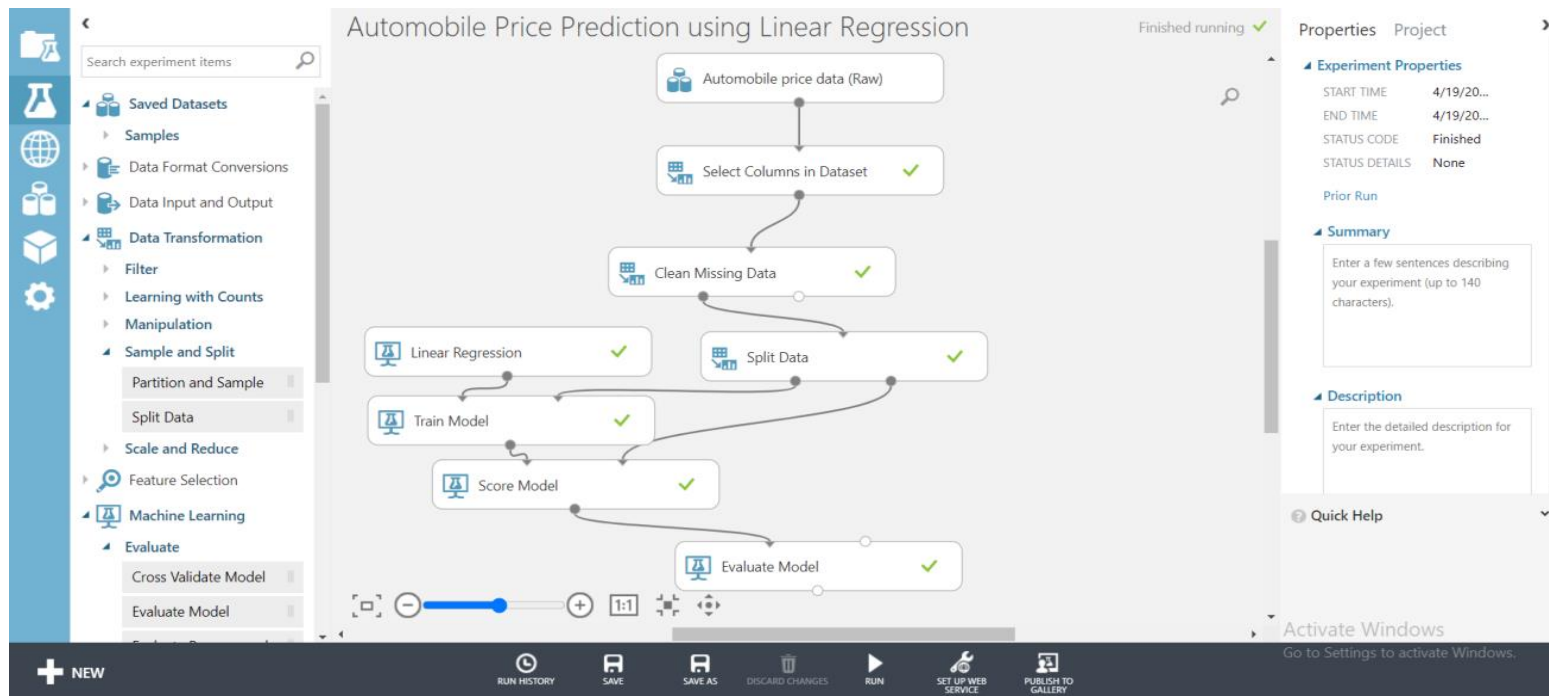 Automobile Price Prediction using Linear Regression
Finished running
Search experiment items
Saved Datasets
Samples
Data Format Conversions
Data Input and Output
Data Transformation
Filter
Learning with Counts
Manipulation
Sample and Split
Partition and Sample
Split Data
Scale and Reduce
Feature Selection
Machine Learning
Evaluate
Cross Validate Model
Evaluate Model
Automobile price data (Raw)
Select Columns in Dataset
Clean Missing Data
Linear Regression
Split Data
Train Model
Score Model
Evaluate Model
1:1
Properties Project
Experiment Properties
START TIME 4/19/20...
END TIME 4/19/20...
STATUS CODE Finished
STATUS DETAILS None
Prior Run
Summary
Enter a few sentences describing
your experiment (up to 140
characters).
Description
Enter the detailed description for
your experiment.
Quick Help
Activate Windows
Go to Settings to activate Windows.
NEW
RUN HISTORY
SAVE
SAVE AS
DISCARD CHANGES
RUN
SET UP WEB
SERVICE
PUBLISH TO
GALLERY